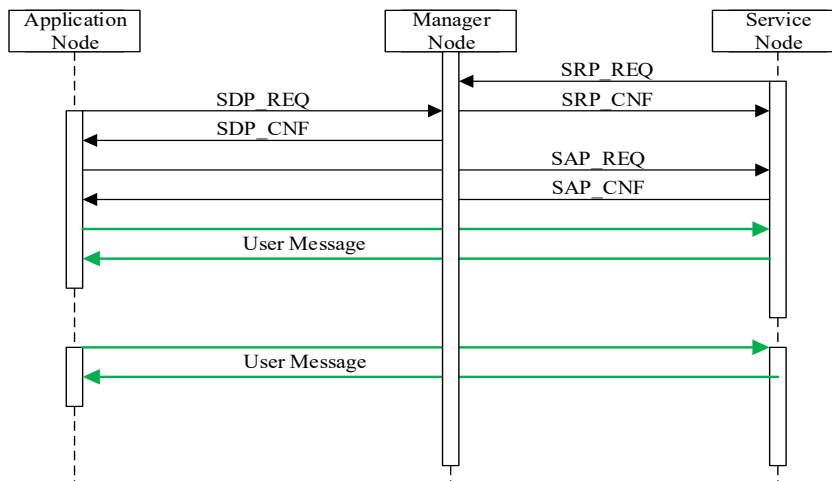 Application
Node
Manager
Node
Service
Node
SRP_REQ
SDP_REQ
SRP_CNF
SDP_CNF
SAP_REQ
SAP_CNF
User Message
User Message